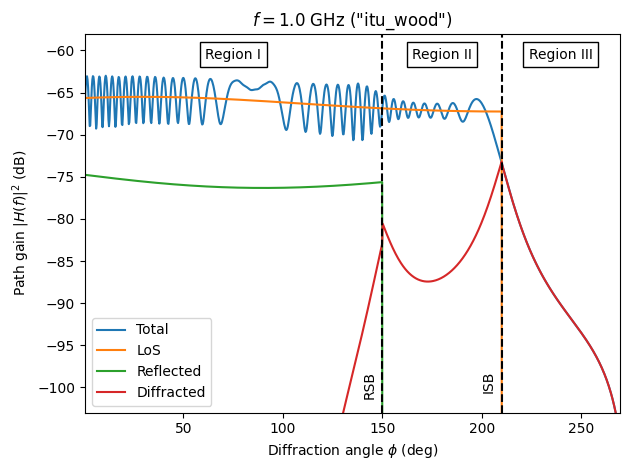 f = 1.0 GHz ("itu_wood")
Region I
Region II
Region III
Path gain |H(f)|² (dB)
−60
−65
−70
−75
−80
−85
−90
−95
−100
Total
LoS
Reflected
Diffracted
RSB
ISB
50
100
150
200
250
Diffraction angle ϕ (deg)